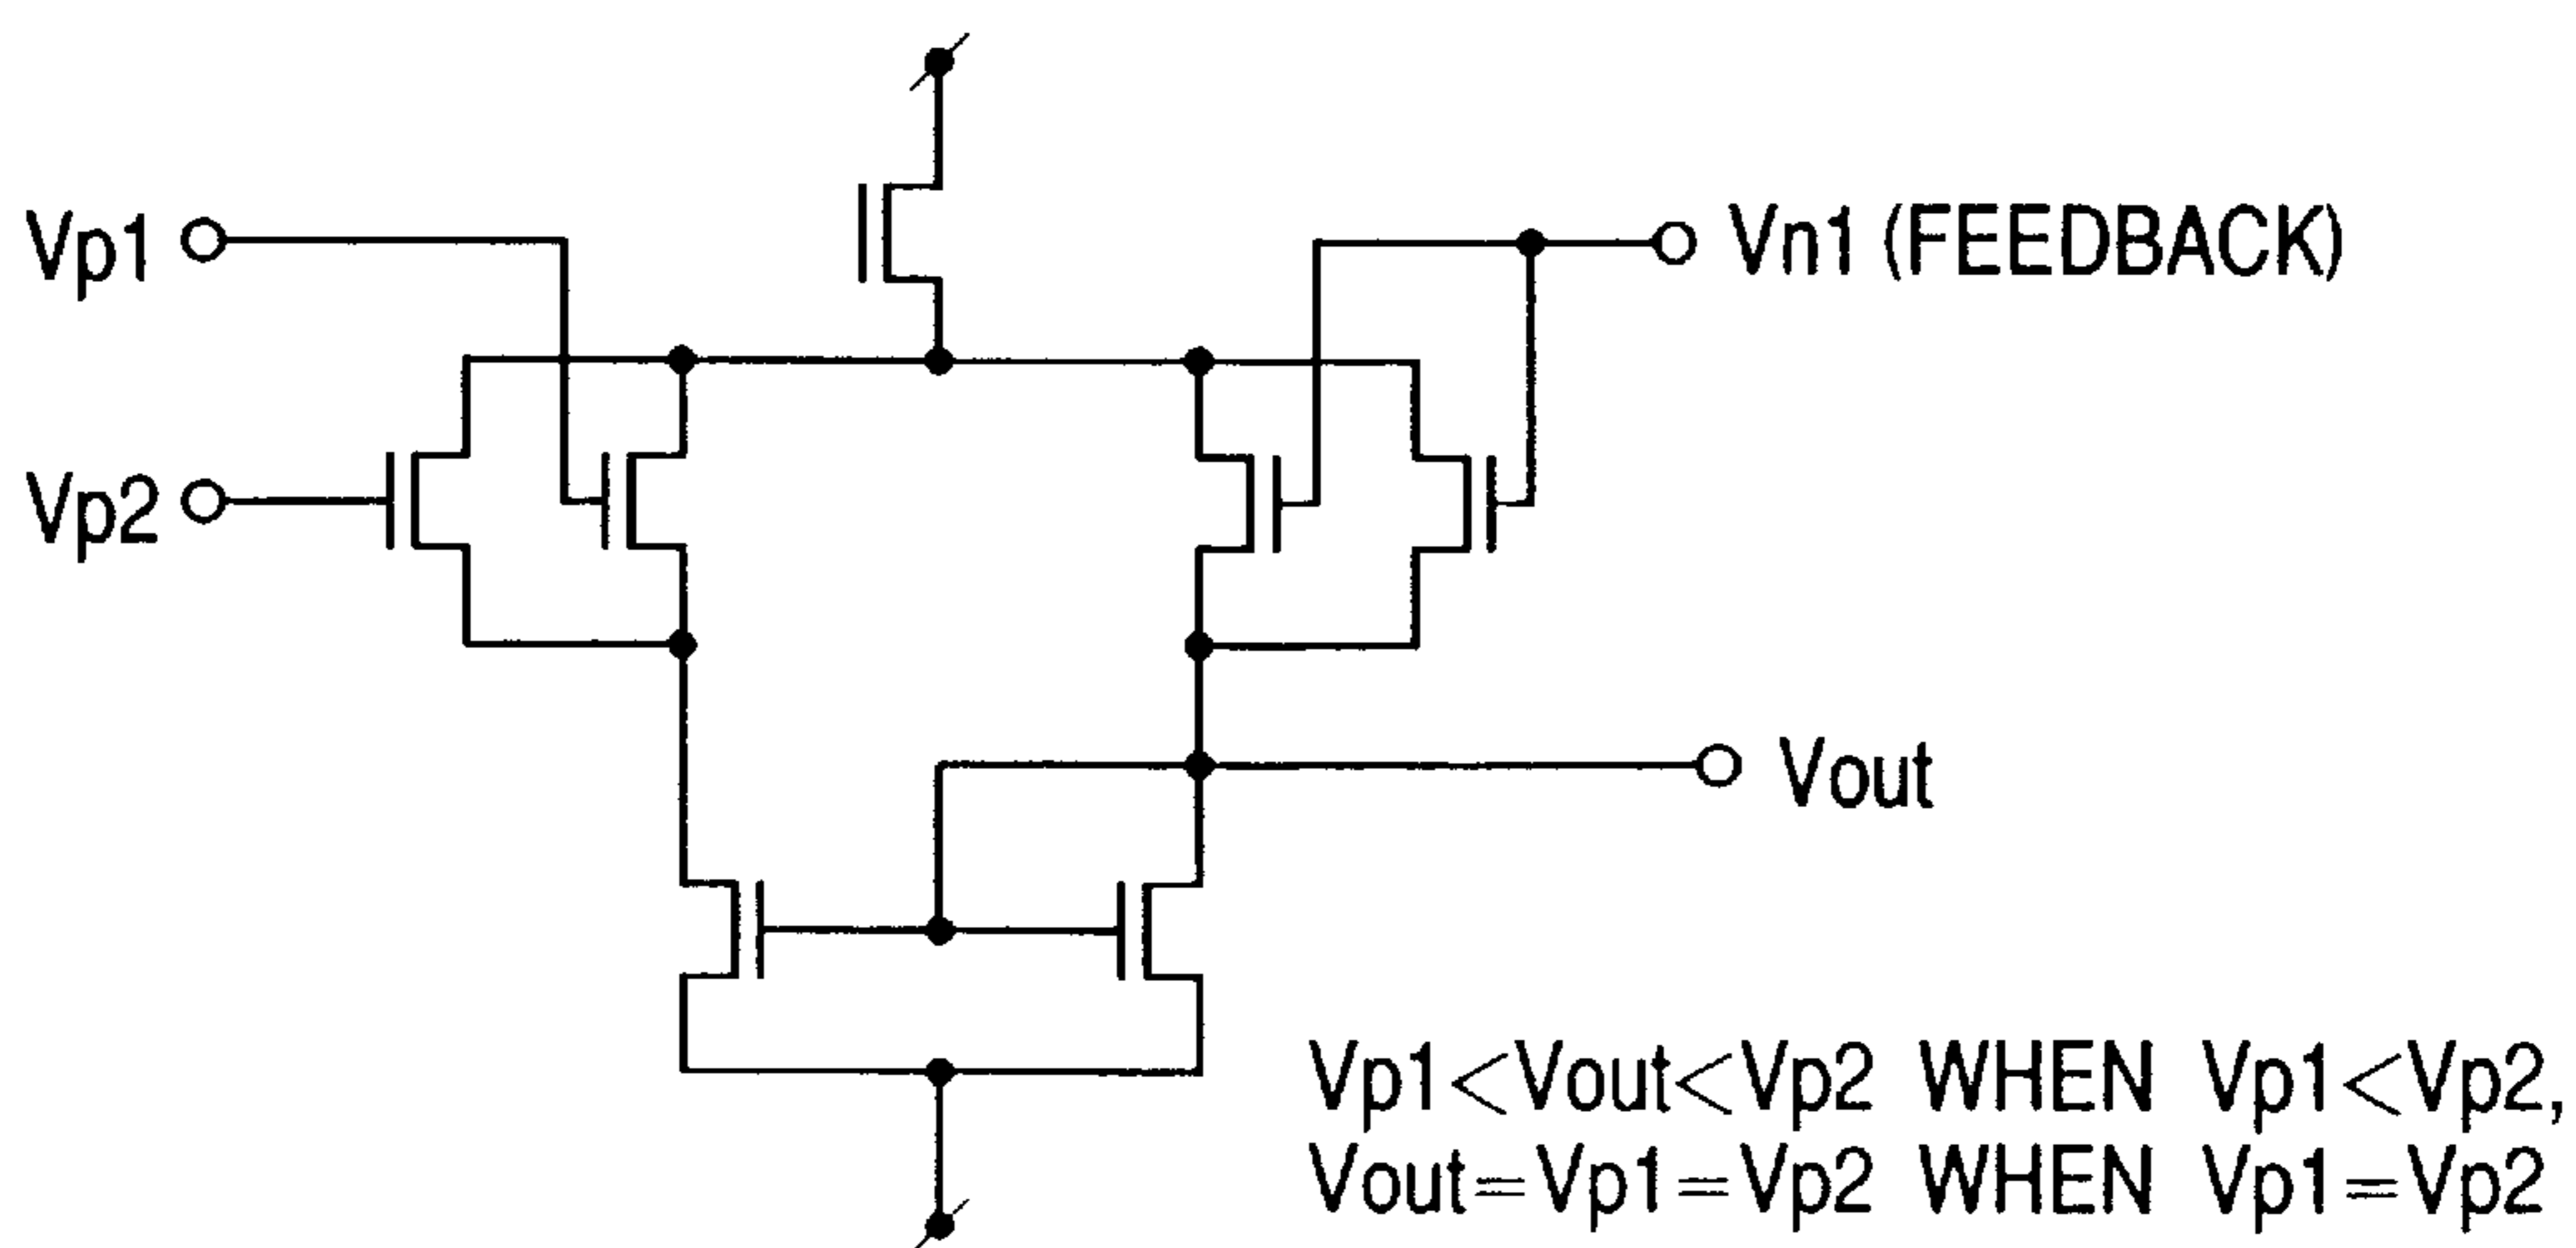 Vp1
Vn1 (FEEDBACK)
Vp2
Vout
Vp1<Vout<Vp2 WHEN Vp1<Vp2,
Vout=Vp1=Vp2 WHEN Vp1=Vp2